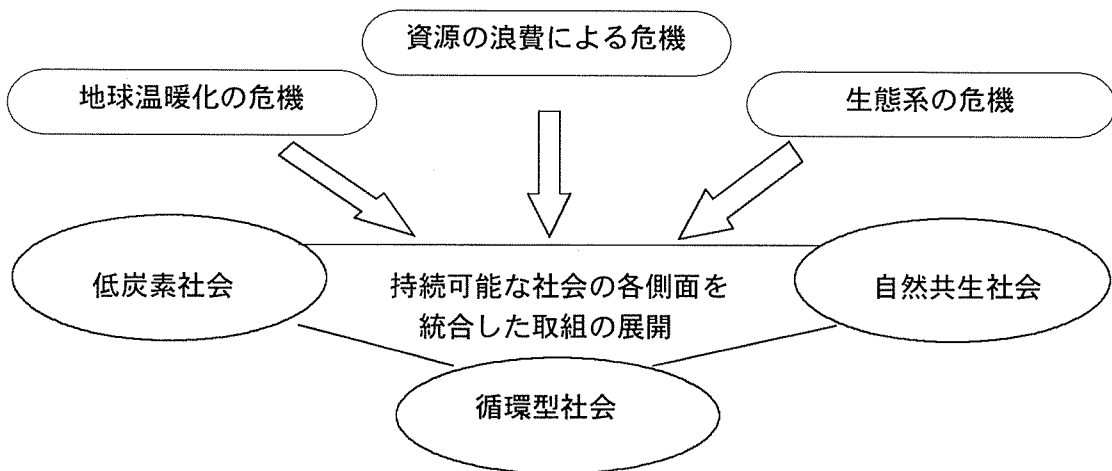 資源の浪費による危機
地球温暖化の危機
生態系の危機
低炭素社会
持続可能な社会の各側面を
統合した取組の展開
自然共生社会
循環型社会